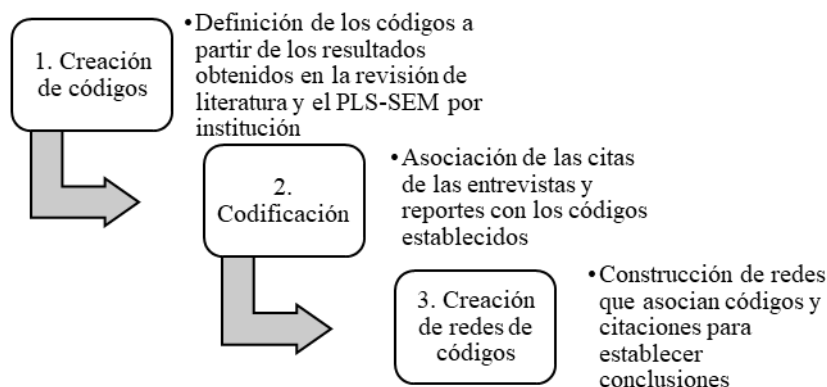 1. Creación
de códigos
•Definición de los códigos a
partir de los resultados
obtenidos en la revisión de
literatura y el PLS-SEM por
institución
2.
Codificación
•Asociación de las citas
de las entrevistas y
reportes con los códigos
establecidos
3. Creación
de redes de
códigos
•Construcción de redes
que asocian códigos y
citaciones para
establecer
conclusiones